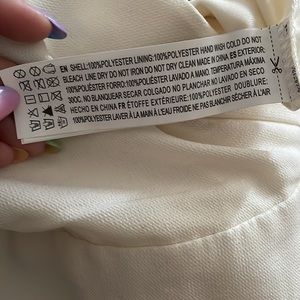 EN SHELL:100%POLYESTER LINING:100%POLYESTER HAND WASH COLD DO NOT
BLEACH LINE DRY DO NOT IRON DO NOT DRY CLEAN MADE IN CHINA ES EXTERIOR:
100%POLIÉSTER FORRO:100%POLIÉSTER LAVADO A MANO. TEMPERATURA MÁXIMA
30OC. NO BLANQUEAR SECAR COLGADO NO PLANCHAR NO LIMPIAR EN SECO
HECHO EN CHINA FR ÉTOFFE EXTÉRIEURE:100%POLYESTER DOUBLURE:
100%POLYESTER LAVER À LA MAIN À L'EAU FROIDE NE PAS BLANCHIR SÉCHER À L'AIR